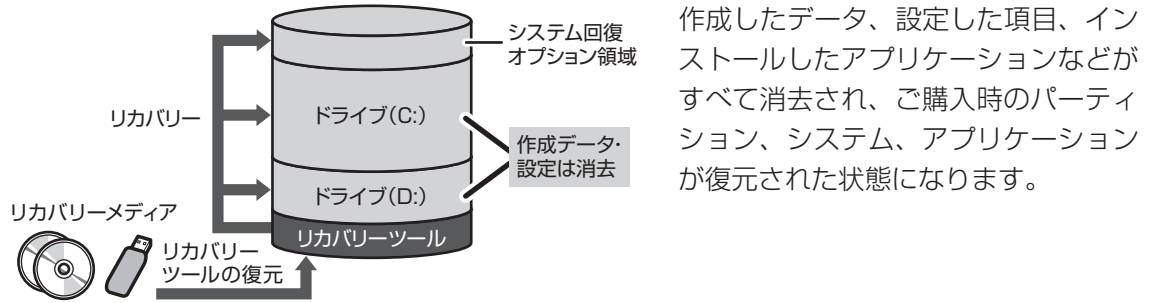 システム回復
オプション領域
リカバリー
ドライブ(C:)
作成データ・
設定は消去
ドライブ(D:)
リカバリーメディア
リカバリーツール
リカバリー
ツールの復元
作成したデータ、設定した項目、イン
ストールしたアプリケーションなどが
すべて消去され、ご購入時のパーティ
ション、システム、アプリケーション
が復元された状態になります。